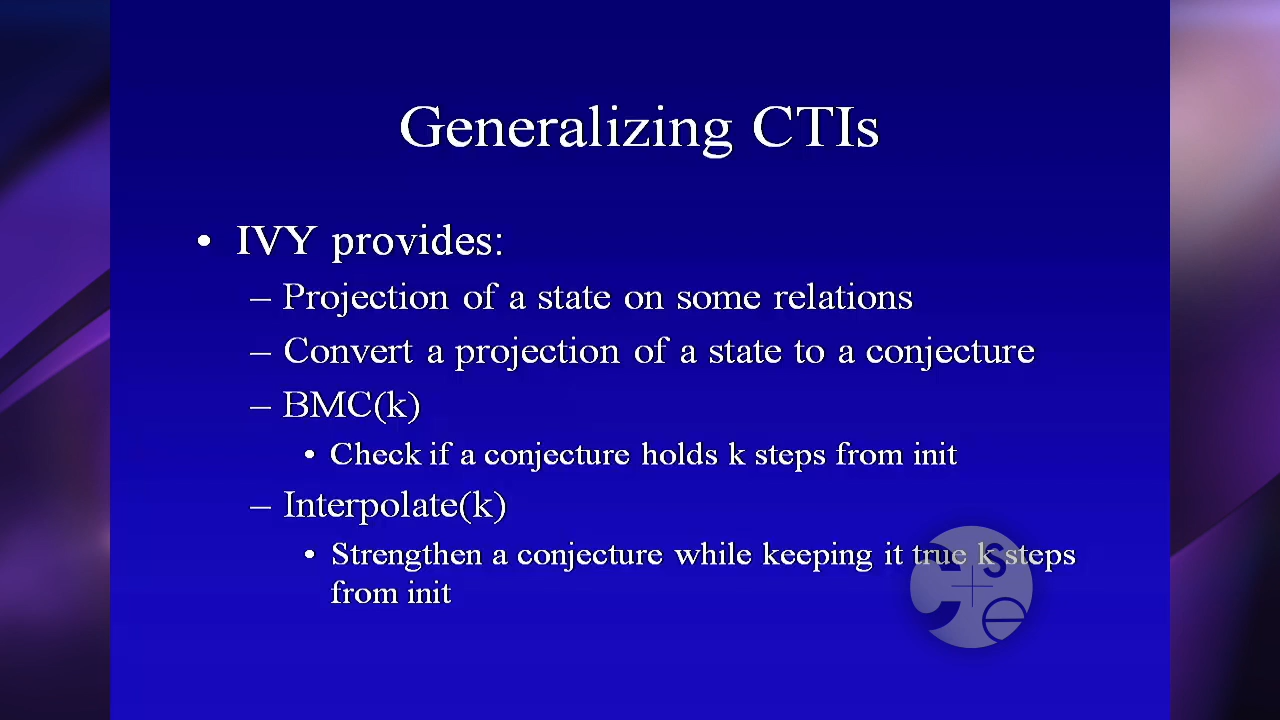 Generalizing CTIs
• IVY provides:
– Projection of a state on some relations
– Convert a projection of a state to a conjecture
– BMC(k)
• Check if a conjecture holds k steps from init
– Interpolate(k)
• Strengthen a conjecture while keeping it true k steps
from init
CSe